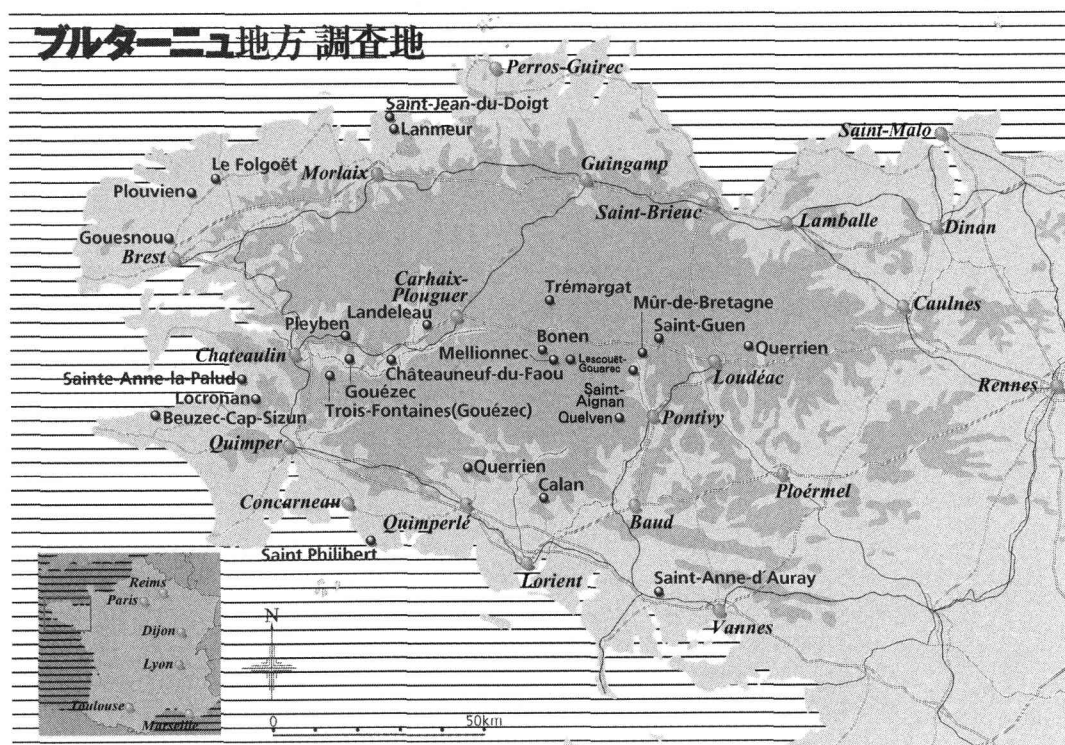 ブルターニュ地方 調査地
Perros-Guirec
Saint-Jean-du-Doigt
Lanmeur
Saint-Malo
Le Folgoët
Morlaix
Guingamp
Plouvien
Saint-Brieuc
Lamballe
Dinan
Gouesnou
Brest
Carhaix-
Plouguer
Trémargat
Mûr-de-Bretagne
Caulnes
Landeleau
Pleyben
Saint-Guen
Bonen
Querrien
Chateaulin
Mellionnec
Lescouët-
Gouarec
Châteauneuf-du-Faou
Loudéac
Sainte-Anne-la-Palud
Gouézec
Saint-
Aignan
Rennes
Locronan
Trois-Fontaines(Gouézec)
Beuzec-Cap-Sizun
Quelven
Pontivy
Quimper
Querrien
Calan
Ploérmel
Concarneau
Quimperlé
Baud
Saint Philibert
Lorient
Saint-Anne-d'Auray
Vannes
Reims
Paris
Dijon
Lyon
Toulouse
Marseille
N
0
50km